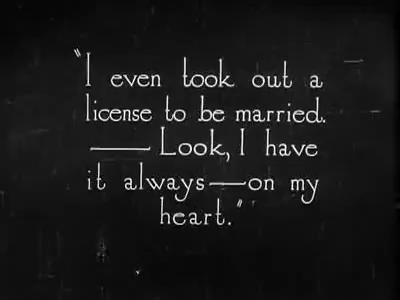 "I even took out a
license to be married.
—— Look, I have
it always——on my
heart."